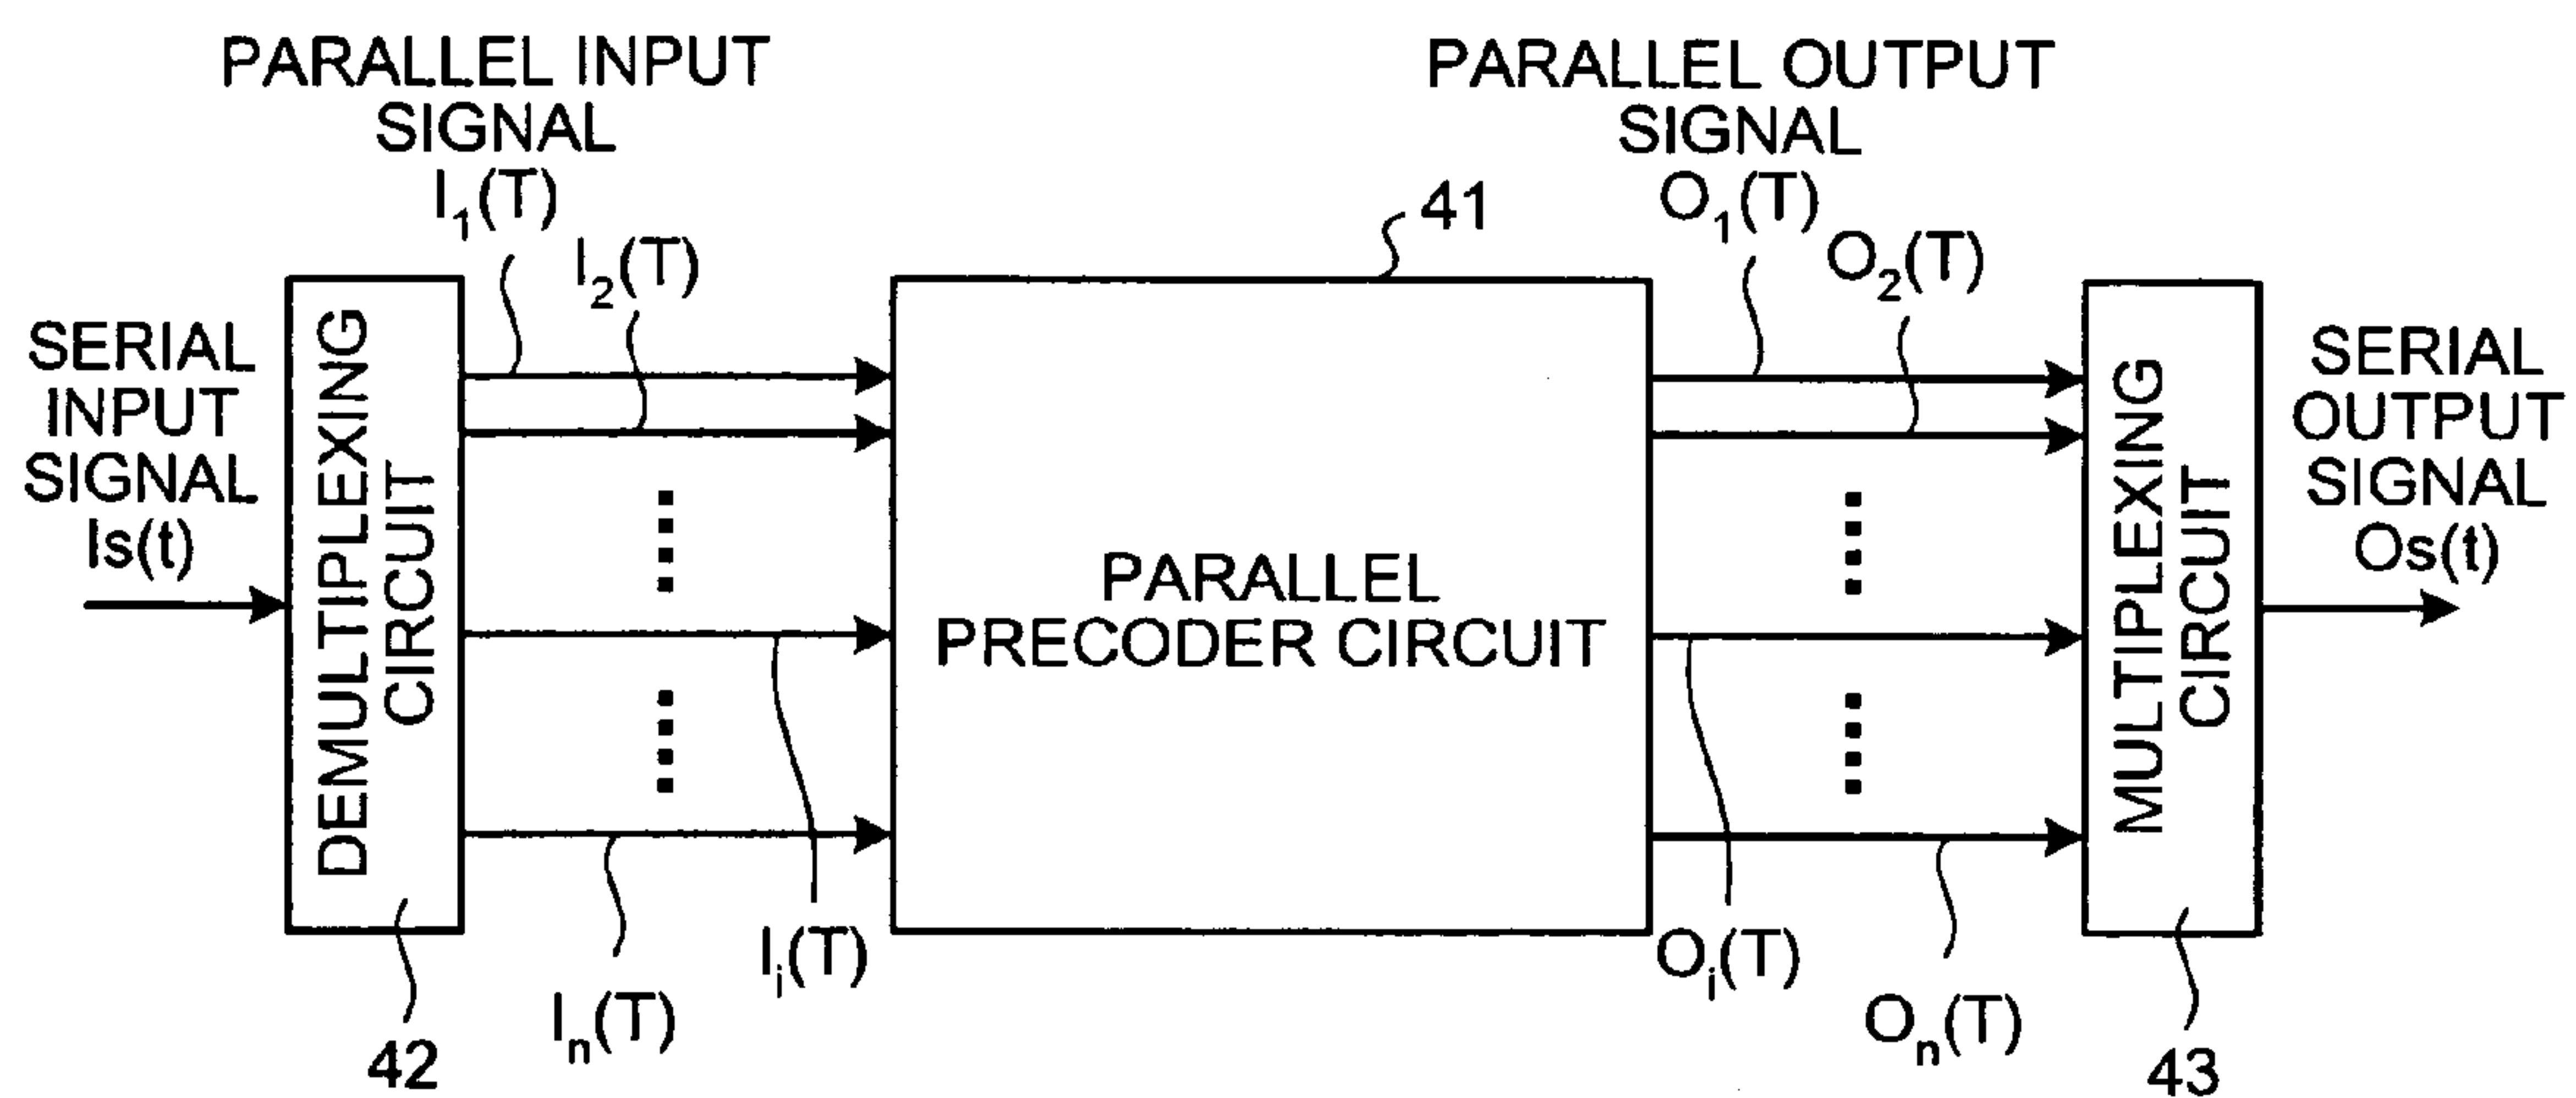 PARALLEL INPUT
SIGNAL
I1(T)
I2(T)
PARALLEL OUTPUT
SIGNAL
O1(T)
O2(T)
41
SERIAL
INPUT
SIGNAL
Is(t)
DEMULTIPLEXING
CIRCUIT
PARALLEL
PRECODER CIRCUIT
MULTIPLEXING
CIRCUIT
SERIAL
OUTPUT
SIGNAL
Os(t)
Ii(T)
In(T)
Oi(T)
On(T)
42
43